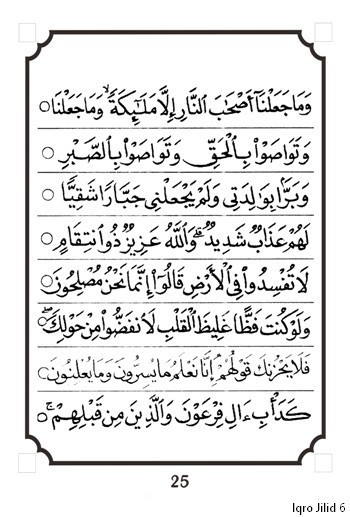 وَمَا جَعَلْنَآ أَصْحَٰبَ النَّارِ إِلَّا مَلَٰٓئِكَةً ۙ وَمَا جَعَلْنَا ○
وَتَوَاصَوْا بِالْحَقِّ وَتَوَاصَوْا بِالصَّبْرِ ○
وَبَرًّا بِوَالِدَتِي وَلَمْ يَجْعَلْنِي جَبَّارًا شَقِيًّا ○
لَهُمْ عَذَابٌ شَدِيدٌ ۗ وَاللَّهُ عَزِيزٌ ذُو انْتِقَامٍ ○
لَا تُفْسِدُوا فِي الْأَرْضِ قَالُوٓا إِنَّمَا نَحْنُ مُصْلِحُونَ ○
وَلَوْ كُنْتَ فَظًّا غَلِيظَ الْقَلْبِ لَانْفَضُّوا مِنْ حَوْلِكَ ۖ ○
فَلَا يَحْزُنْكَ قَوْلُهُمْ ۘ إِنَّا نَعْلَمُ مَا يُسِرُّونَ وَمَا يُعْلِنُونَ ○
كَدَأْبِ ءَالِ فِرْعَوْنَ وَالَّذِينَ مِنْ قَبْلِهِمْ ۚ ○
25
Iqro Jilid 6